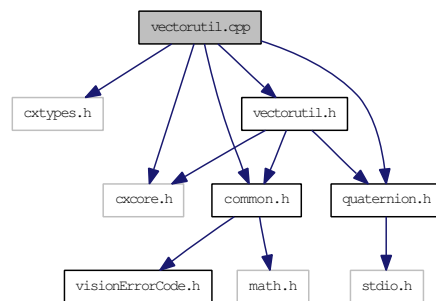 vectorutil.cpp
cxtypes.h
vectorutil.h
cxcore.h
common.h
quaternion.h
visionErrorCode.h
math.h
stdio.h